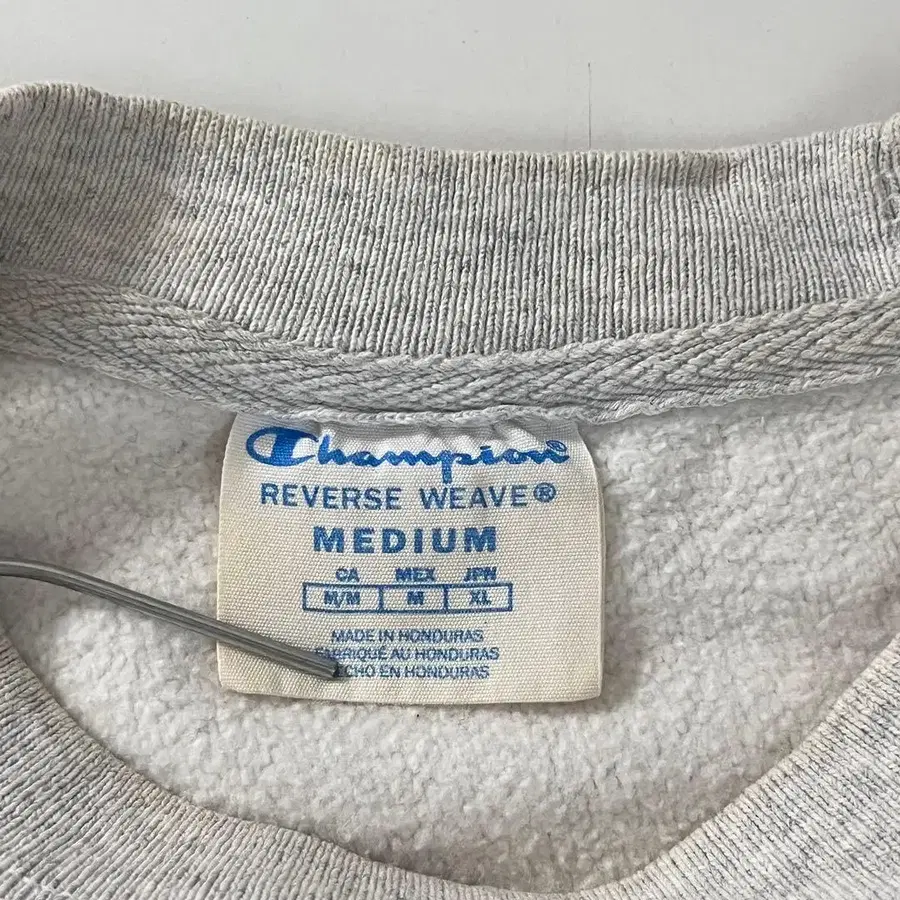 Champion®
REVERSE WEAVE®
MEDIUM
CA MEX JPN
M/M M XL
MADE IN HONDURAS
FABRIQUÉ AU HONDURAS
HECHO EN HONDURAS